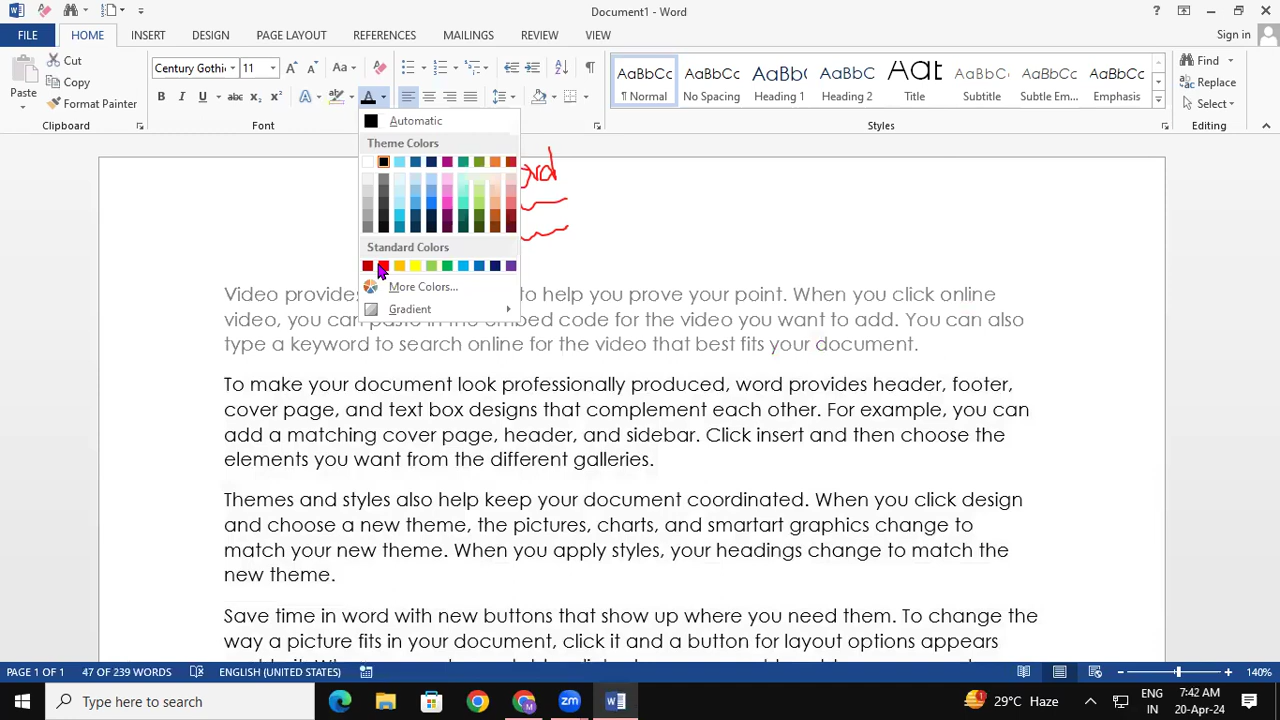 Document1 - Word
FILE HOME INSERT DESIGN PAGE LAYOUT REFERENCES MAILINGS REVIEW VIEW Sign in
Paste Cut Copy Format Painter
Clipboard
Century Gothic 11 Aa
B I U abc x₂ x² A A
Font
AaBbCc ¶ Normal
AaBbCc No Spacing
AaBbC Heading 1
AaBbCc Heading 2
Aat Title
AaBbCc Subtitle
AaBbCc Subtle Em...
AaBbCc Emphasis
Styles
Find
Replace
Select
Editing
Automatic
Theme Colors
Standard Colors
More Colors...
Gradient
Video provides to help you prove your point. When you click online
video, you can paste in the embed code for the video you want to add. You can also
type a keyword to search online for the video that best fits your document.
To make your document look professionally produced, word provides header, footer,
cover page, and text box designs that complement each other. For example, you can
add a matching cover page, header, and sidebar. Click insert and then choose the
elements you want from the different galleries.
Themes and styles also help keep your document coordinated. When you click design
and choose a new theme, the pictures, charts, and smartart graphics change to
match your new theme. When you apply styles, your headings change to match the
new theme.
Save time in word with new buttons that show up where you need them. To change the
way a picture fits in your document, click it and a button for layout options appears
PAGE 1 OF 1 47 OF 239 WORDS ENGLISH (UNITED STATES) 140%
Type here to search 29°C Haze ENG IN 7:42 AM 20-Apr-24